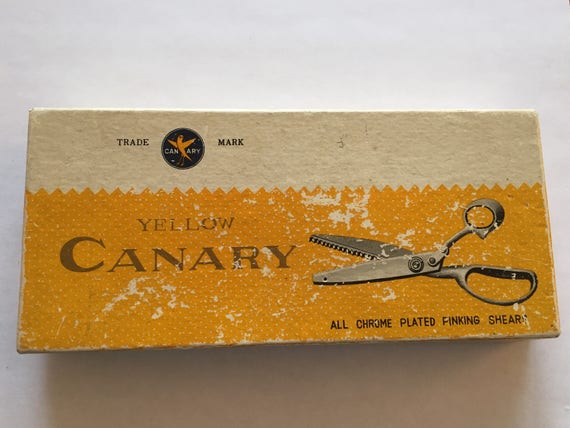 TRADE CANARY MARK
YELLOW
CANARY
ALL CHROME PLATED PINKING SHEARS